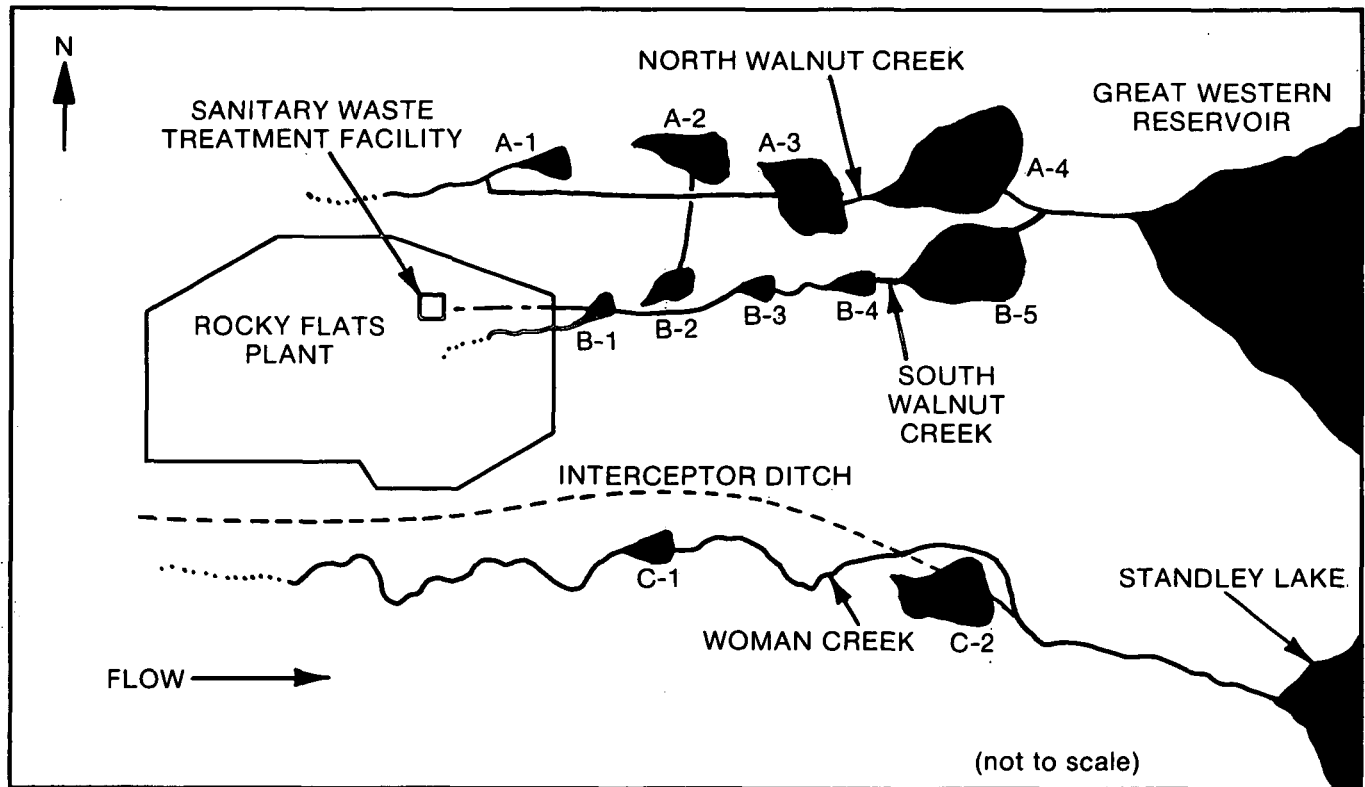 N
NORTH WALNUT CREEK
GREAT WESTERN
RESERVOIR
SANITARY WASTE
TREATMENT FACILITY
A-1
A-2
A-3
A-4
ROCKY FLATS
PLANT
B-1
B-2
B-3
B-4
B-5
SOUTH
WALNUT
CREEK
INTERCEPTOR DITCH
C-1
WOMAN CREEK
C-2
STANDLEY LAKE
FLOW
(not to scale)